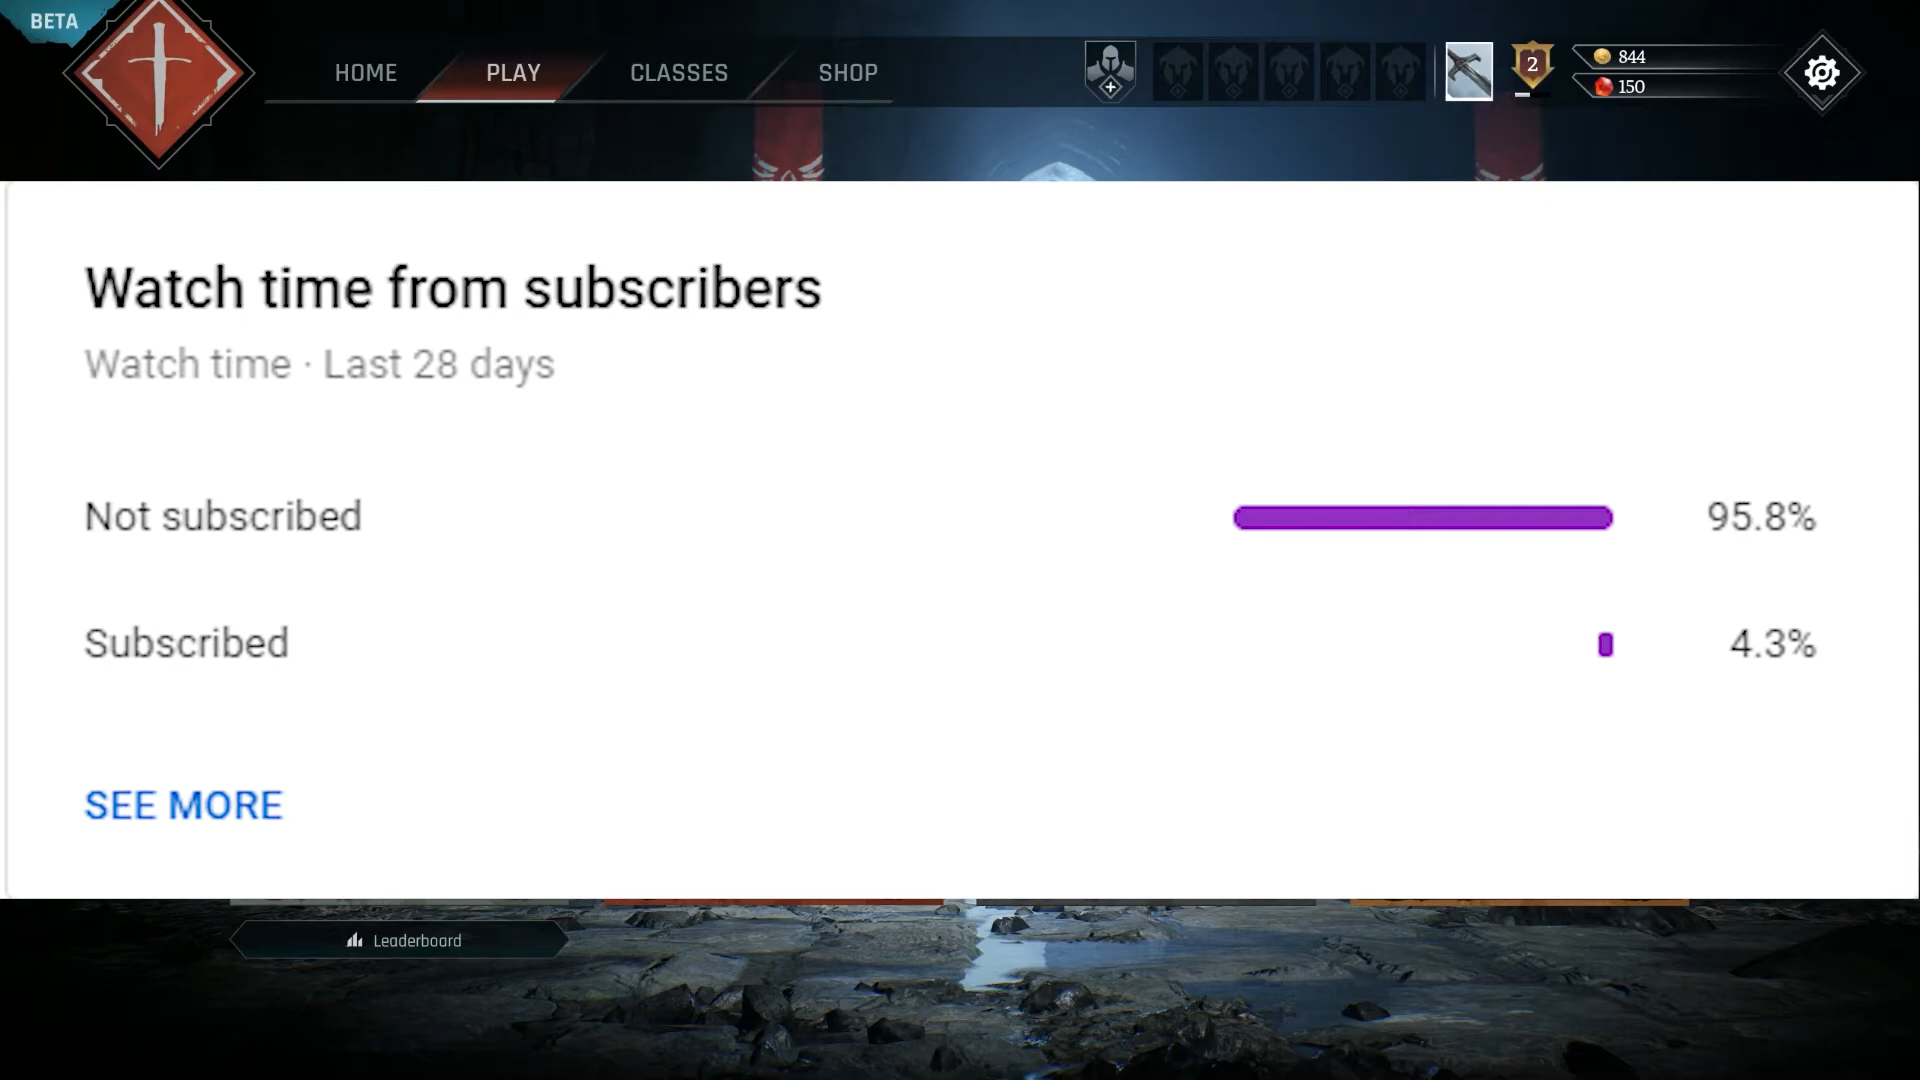 BETA
HOME PLAY CLASSES SHOP
2
844
150
Watch time from subscribers
Watch time · Last 28 days
Not subscribed 95.8%
Subscribed 4.3%
SEE MORE
Leaderboard